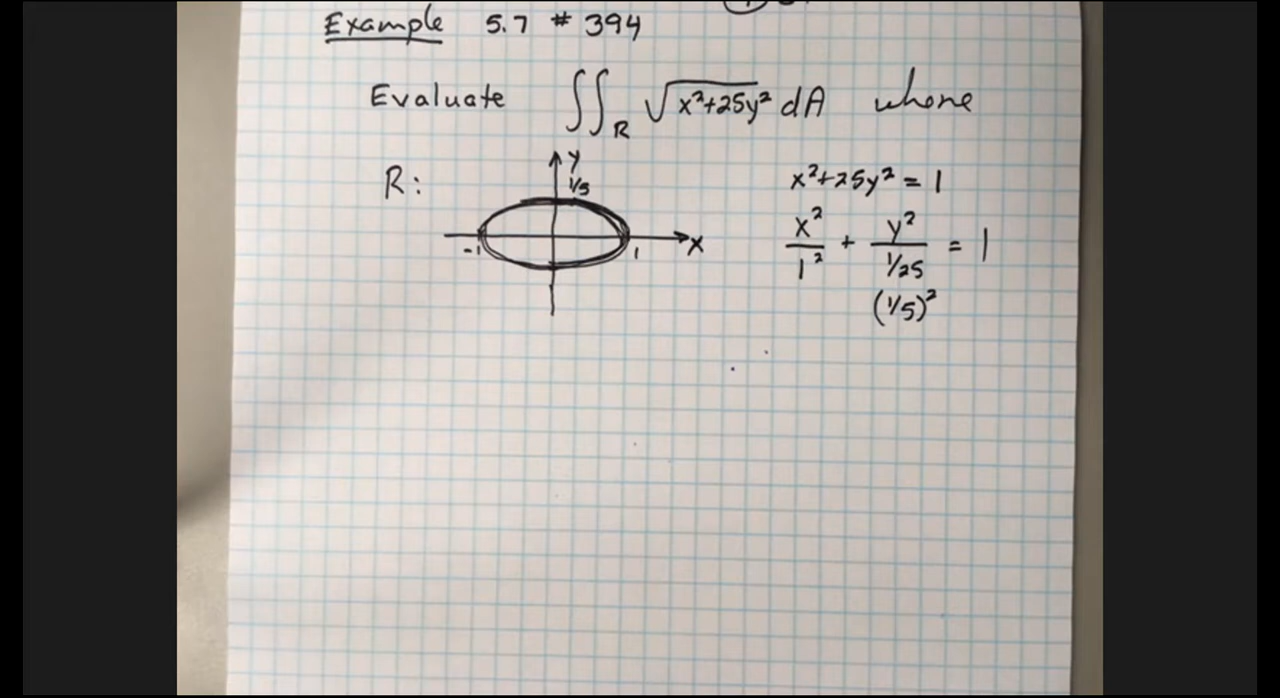 Example 5.7 # 394
Evaluate ∬_R √(x²+25y²) dA where
R:
y
1/5
-1
1
x
x²+25y² = 1
x²/1² + y²/(1/25) = 1
(1/5)²